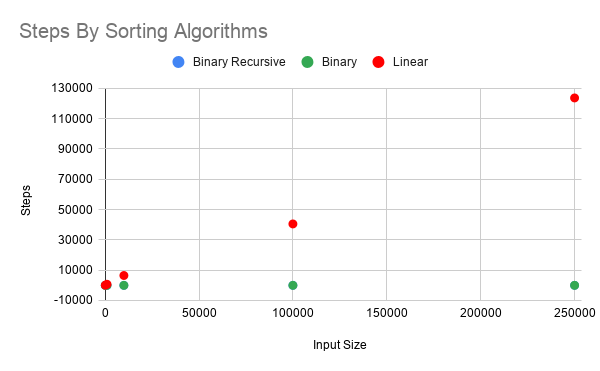 Steps By Sorting Algorithms
Binary Recursive Binary Linear
130000
110000
90000
70000
50000
30000
10000
-10000
Steps
0 50000 100000 150000 200000 250000
Input Size